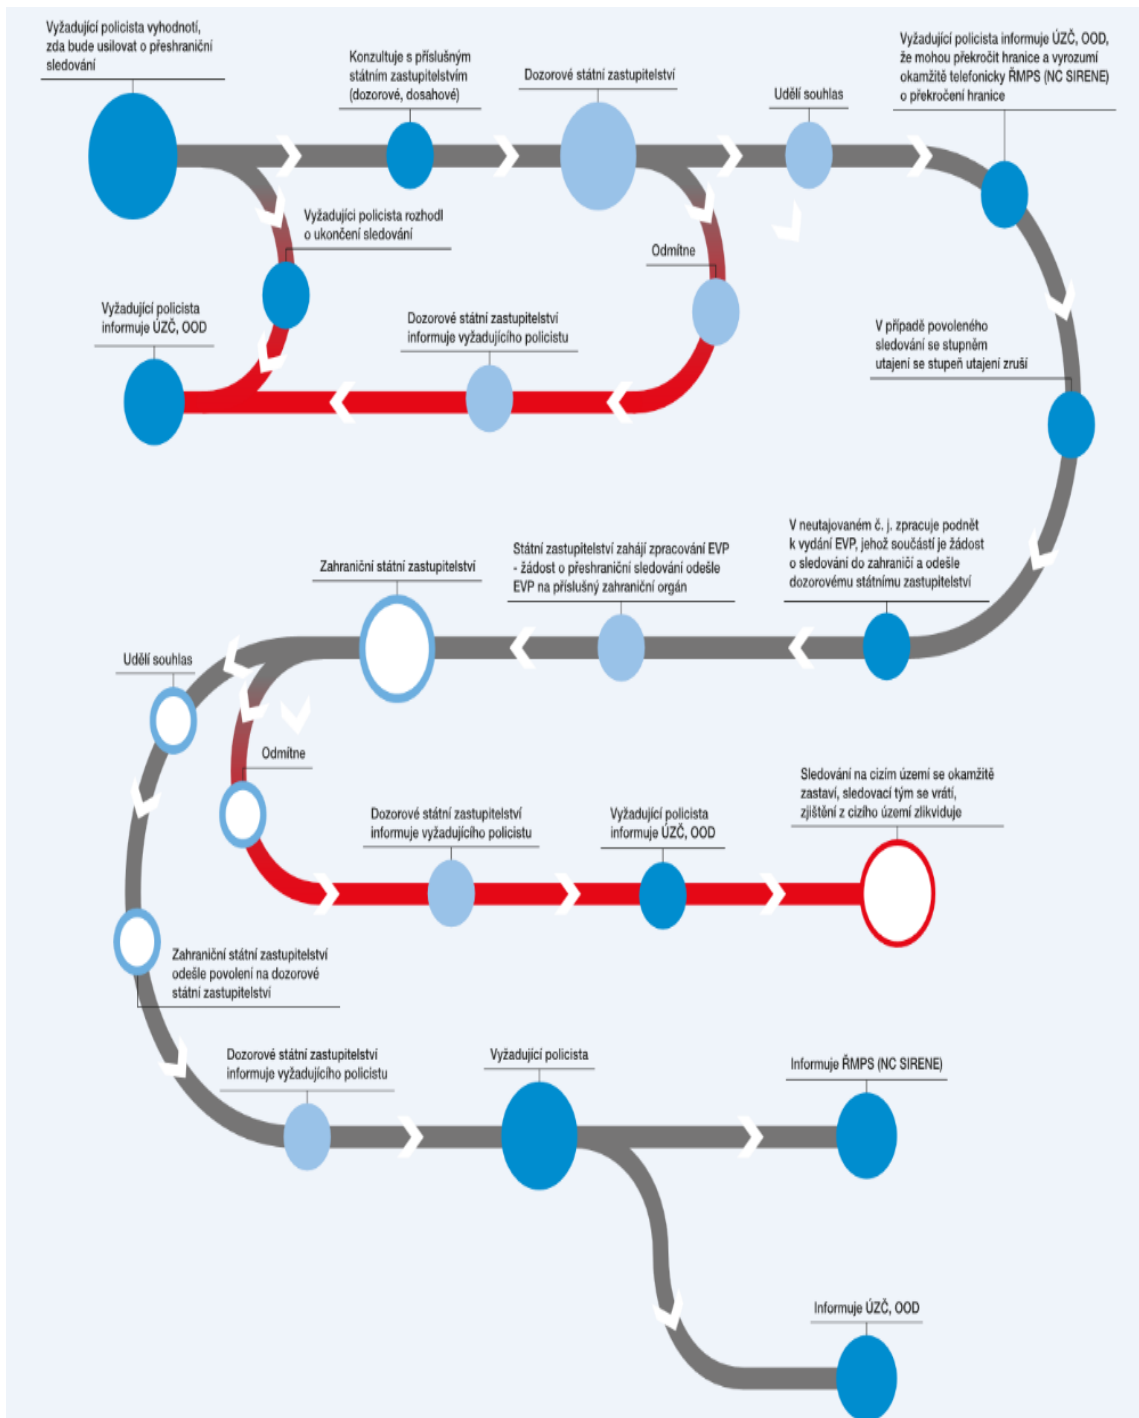 Vyžadující policista vyhodnotí,
zda bude usilovat o přeshraniční
sledování
Konzultuje s příslušným
státním zastupitelstvím
(dozorové, dosahové)
Dozorové státní zastupitelství
Udělí souhlas
Vyžadující policista informuje ÚZČ, OOD,
že mohou překročit hranice a vyrozumí
okamžitě telefonicky ŘMPS (NC SIRENE)
o překročení hranice
Vyžadující policista rozhodl
o ukončení sledování
Odmítne
Vyžadující policista
informuje ÚZČ, OOD
Dozorové státní zastupitelství
informuje vyžadujícího policistu
V případě povoleného
sledování se stupněm
utajení se stupeň utajení zruší
V neutajovaném č. j. zpracuje podnět
k vydání EVP, jehož součástí je žádost
o sledování do zahraničí a odešle
dozorovému státnímu zastupitelství
Státní zastupitelství zahájí zpracování EVP
- žádost o přeshraniční sledování odešle
EVP na příslušný zahraniční orgán
Zahraniční státní zastupitelství
Udělí souhlas
Odmítne
Dozorové státní zastupitelství
informuje vyžadujícího policistu
Vyžadující policista
informuje ÚZČ, OOD
Sledování na cizím území se okamžitě
zastaví, sledovací tým se vrátí,
zjištění z cizího území zlikviduje
Zahraniční státní zastupitelství
odešle povolení na dozorové
státní zastupitelství
Dozorové státní zastupitelství
informuje vyžadujícího policistu
Vyžadující policista
Informuje ŘMPS (NC SIRENE)
Informuje ÚZČ, OOD